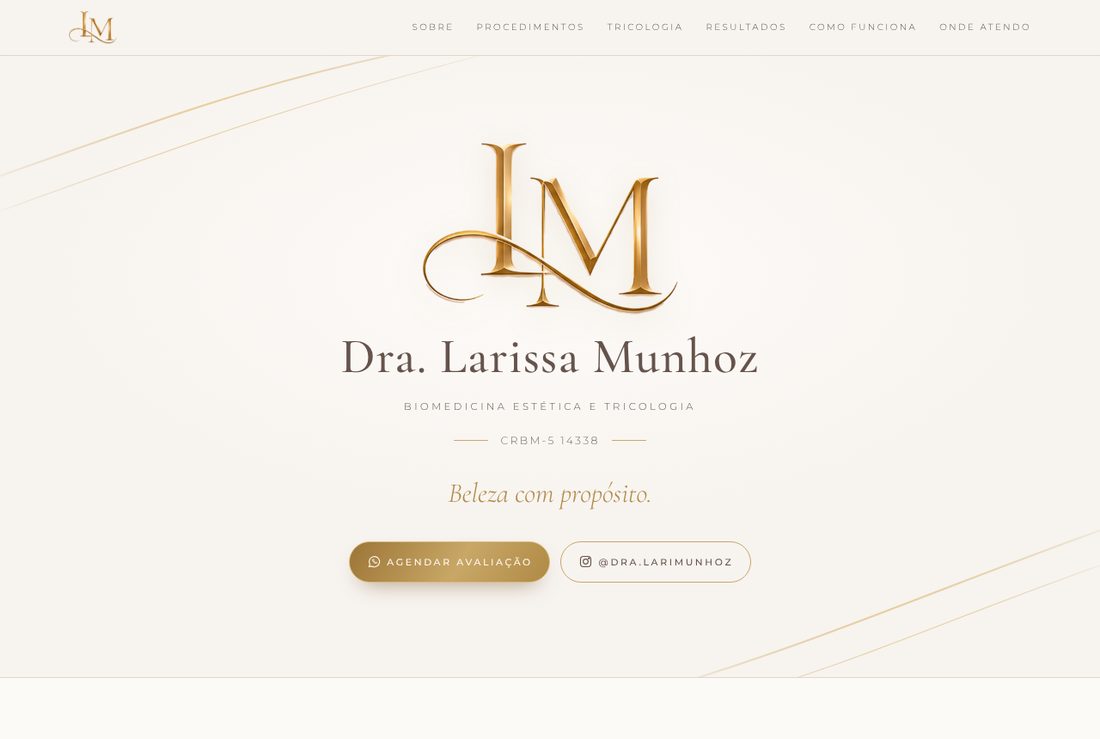 LM
SOBRE PROCEDIMENTOS TRICOLOGIA RESULTADOS COMO FUNCIONA ONDE ATENDO
LM
Dra. Larissa Munhoz
BIOMEDICINA ESTÉTICA E TRICOLOGIA
CRBM-5 14338
Beleza com propósito.
AGENDAR AVALIAÇÃO @DRA.LARIMUNHOZ